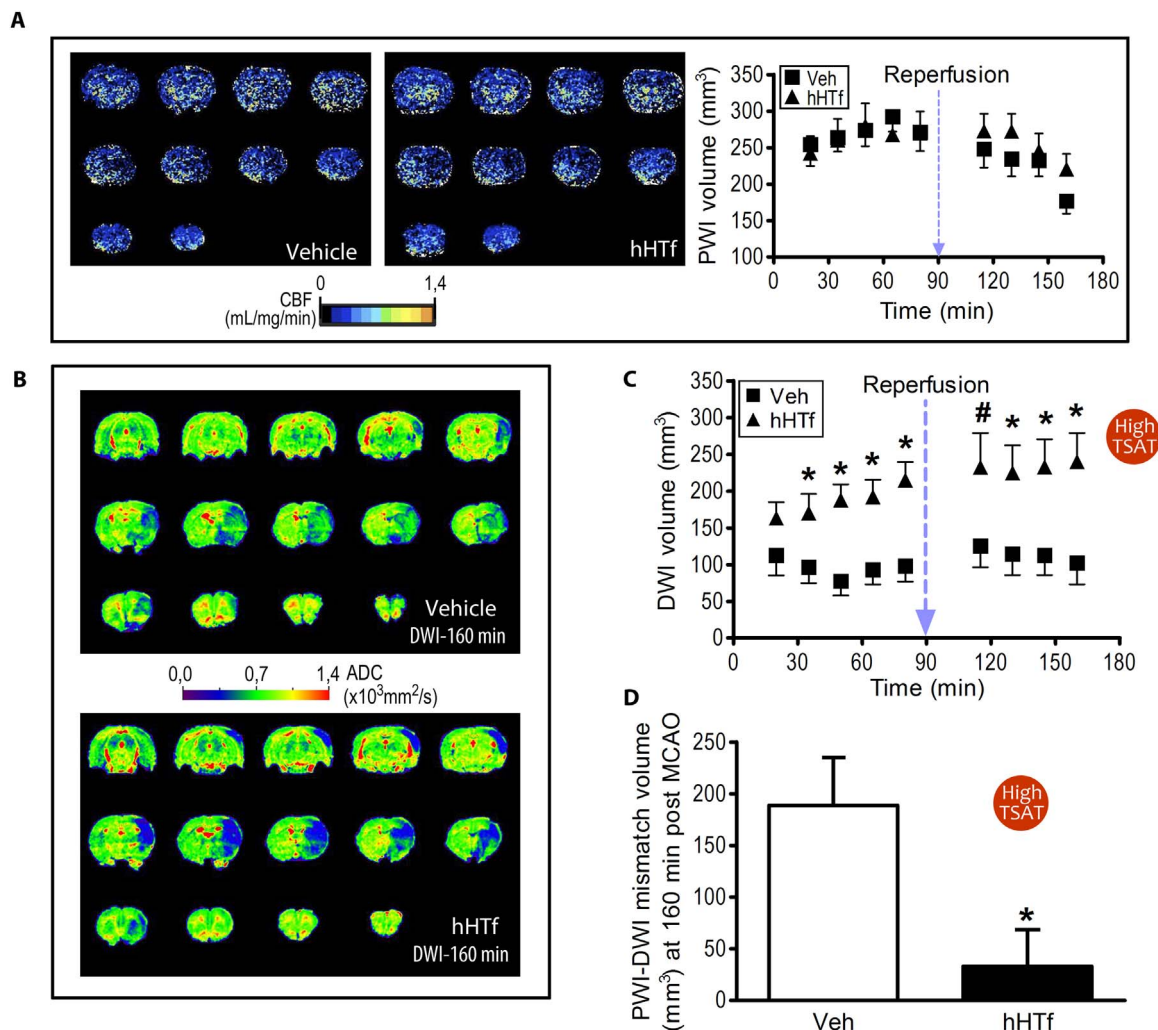 A
Vehicle
hHTf
0
1,4
CBF
(mL/mg/min)
PWI volume (mm³)
350
300
250
200
150
100
Veh
hHTf
Reperfusion
0 30 60 90 120 150 180
Time (min)
B
Vehicle
DWI-160 min
0,0 0,7 1,4 ADC
(x10³mm²/s)
hHTf
DWI-160 min
C
DWI volume (mm³)
350
300
250
200
150
100
50
0
Veh
hHTf
Reperfusion
* * * *
# * * *
High
TSAT
0 30 60 90 120 150 180
Time (min)
D
PWI-DWI mismatch volume
(mm³) at 160 min post MCAO
250
200
150
100
50
0
High
TSAT
*
Veh hHTf